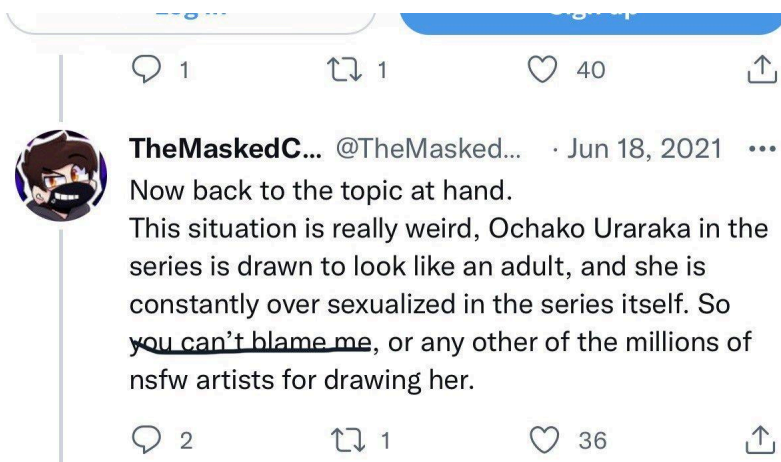 1 1 40
TheMaskedC... @TheMasked... · Jun 18, 2021 •••
Now back to the topic at hand.
This situation is really weird, Ochako Uraraka in the
series is drawn to look like an adult, and she is
constantly over sexualized in the series itself. So
you can't blame me, or any other of the millions of
nsfw artists for drawing her.
2 1 36